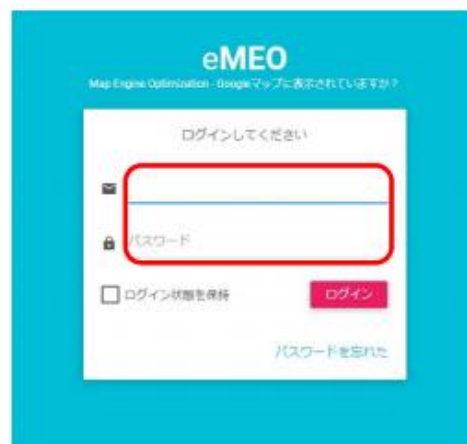 eMEO
Map Engine Optimization - Googleマップに表示されていますか？
ログインしてください
パスワード
ログイン状態を保持
ログイン
パスワードを忘れた